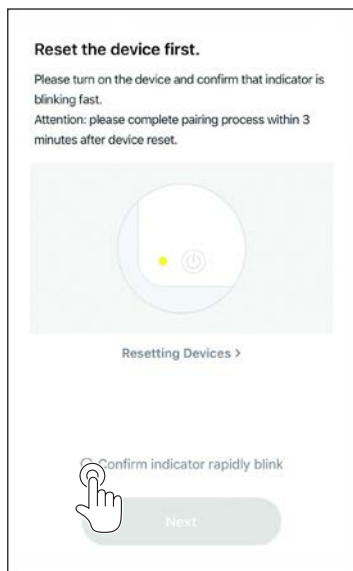 Reset the device first.
Please turn on the device and confirm that indicator is
blinking fast.
Attention: please complete pairing process within 3
minutes after device reset.
Resetting Devices >
Confirm indicator rapidly blink
Next